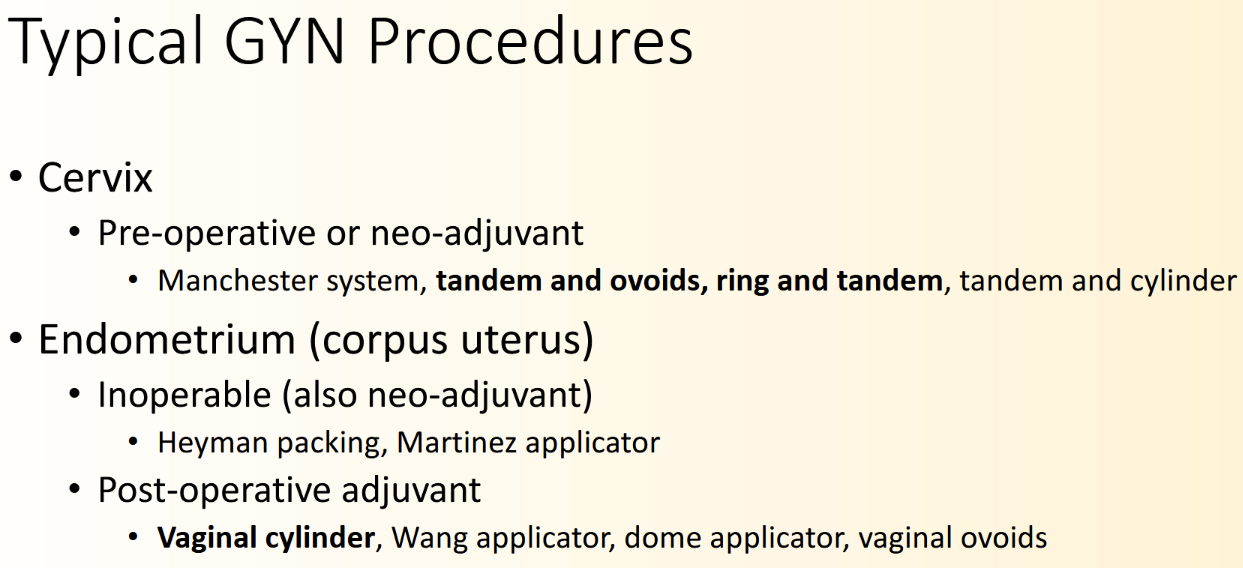 Typical GYN Procedures
• Cervix
• Pre-operative or neo-adjuvant
• Manchester system, tandem and ovoids, ring and tandem, tandem and cylinder
• Endometrium (corpus uterus)
• Inoperable (also neo-adjuvant)
• Heyman packing, Martinez applicator
• Post-operative adjuvant
• Vaginal cylinder, Wang applicator, dome applicator, vaginal ovoids